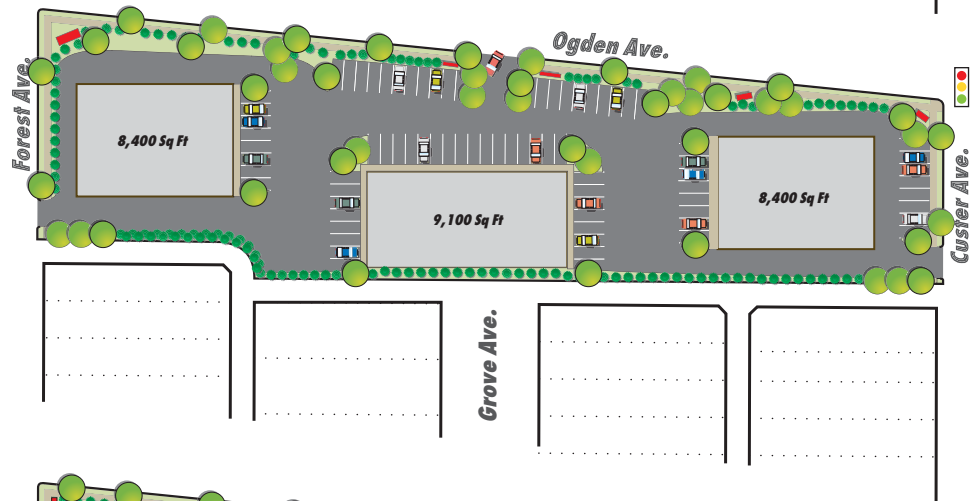 Ogden Ave.
Forest Ave.
8,400 Sq Ft
9,100 Sq Ft
8,400 Sq Ft
Custer Ave.
Grove Ave.